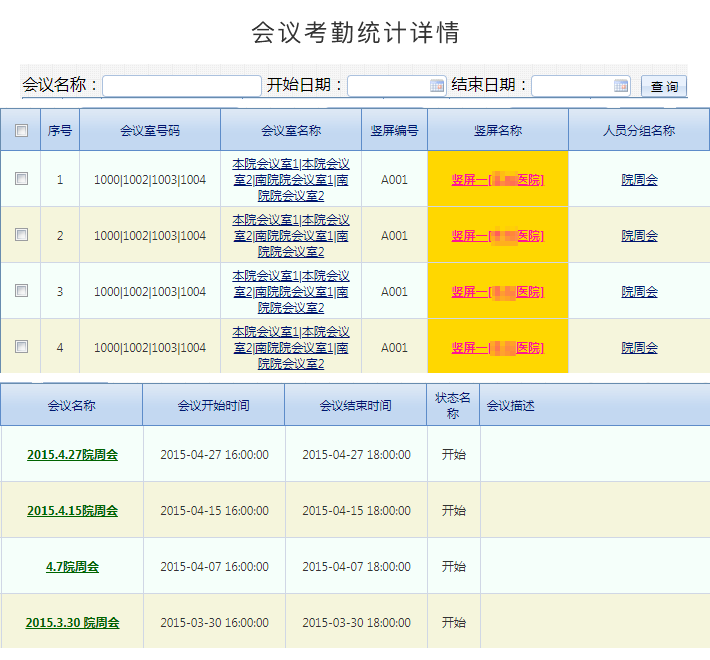 会议考勤统计详情
会议名称： 开始日期： 结束日期： 查 询
序号 会议室号码 会议室名称 竖屏编号 竖屏名称 人员分组名称
1 1000|1002|1003|1004 本院会议室1|本院会议 A001 竖屏一[ 医院] 院周会
室2|南院院会议室1|南
院院会议室2
2 1000|1002|1003|1004 本院会议室1|本院会议 A001 竖屏一[ 医院] 院周会
室2|南院院会议室1|南
院院会议室2
3 1000|1002|1003|1004 本院会议室1|本院会议 A001 竖屏一[ 医院] 院周会
室2|南院院会议室1|南
院院会议室2
4 1000|1002|1003|1004 本院会议室1|本院会议 A001 竖屏一[ 医院] 院周会
室2|南院院会议室1|南
院院会议室2
会议名称 会议开始时间 会议结束时间 状态名 会议描述
称
2015.4.27院周会 2015-04-27 16:00:00 2015-04-27 18:00:00 开始
2015.4.15院周会 2015-04-15 16:00:00 2015-04-15 18:00:00 开始
4.7院周会 2015-04-07 16:00:00 2015-04-07 18:00:00 开始
2015.3.30 院周会 2015-03-30 16:00:00 2015-03-30 18:00:00 开始